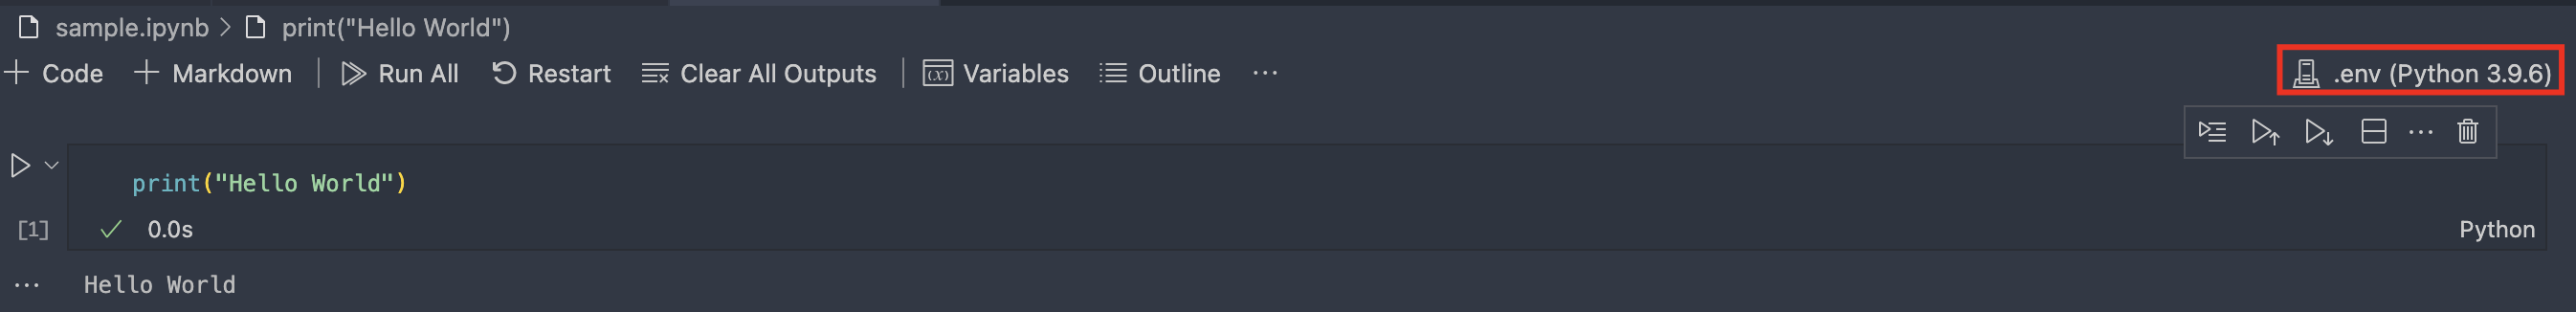 sample.ipynb > print("Hello World")
+ Code + Markdown | Run All Restart Clear All Outputs | Variables Outline ... .env (Python 3.9.6)
print("Hello World")
[1] 0.0s Python
... Hello World